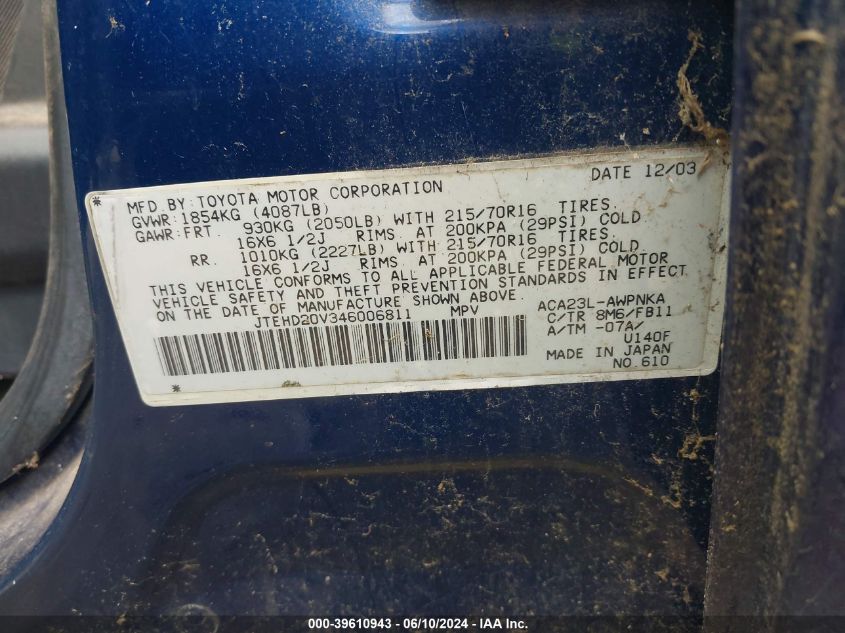 DATE 12/03
MFD BY: TOYOTA MOTOR CORPORATION
GVWR: 1854KG (4087LB)
GAWR: FRT. 930KG (2050LB) WITH 215/70R16 TIRES.
16X6 1/2J RIMS. AT 200KPA (29PSI) COLD
RR. 1010KG (2227LB) WITH 215/70R16 TIRES.
16X6 1/2J RIMS. AT 200KPA (29PSI) COLD
THIS VEHICLE CONFORMS TO ALL APPLICABLE FEDERAL MOTOR
VEHICLE SAFETY AND THEFT PREVENTION STANDARDS IN EFFECT
ON THE DATE OF MANUFACTURE SHOWN ABOVE.
* JTEHD20V346006811 * MPV
ACA23L-AWPNKA
C/TR 8M6/FB11
A/TM -07A/
U140F
MADE IN JAPAN
NO.610
000-39610943 - 06/10/2024 - IAAI.COM